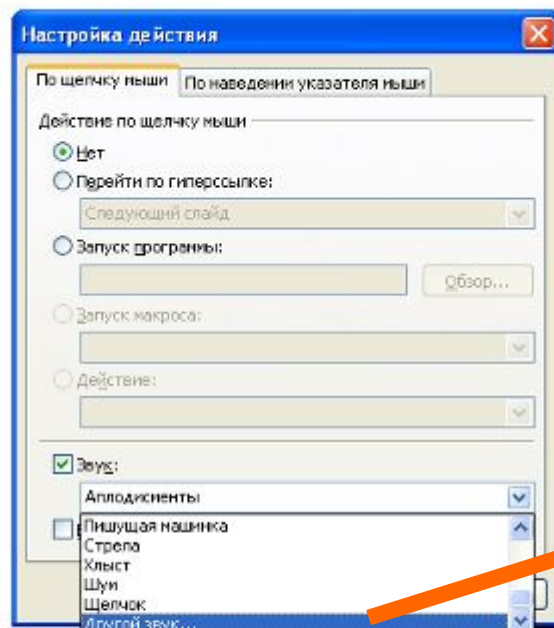 Настройка действия
По щелчку мыши По наведении указателя мыши
Действие по щелчку мыши
Нет
Перейти по гиперссылке:
Следующий слайд
Запуск программы:
Обзор...
Запуск макроса:
Действие:
Звук:
Аплодисменты
Пишущая машинка
Стрела
Хлыст
Шум
Щелчок
Другой звук...